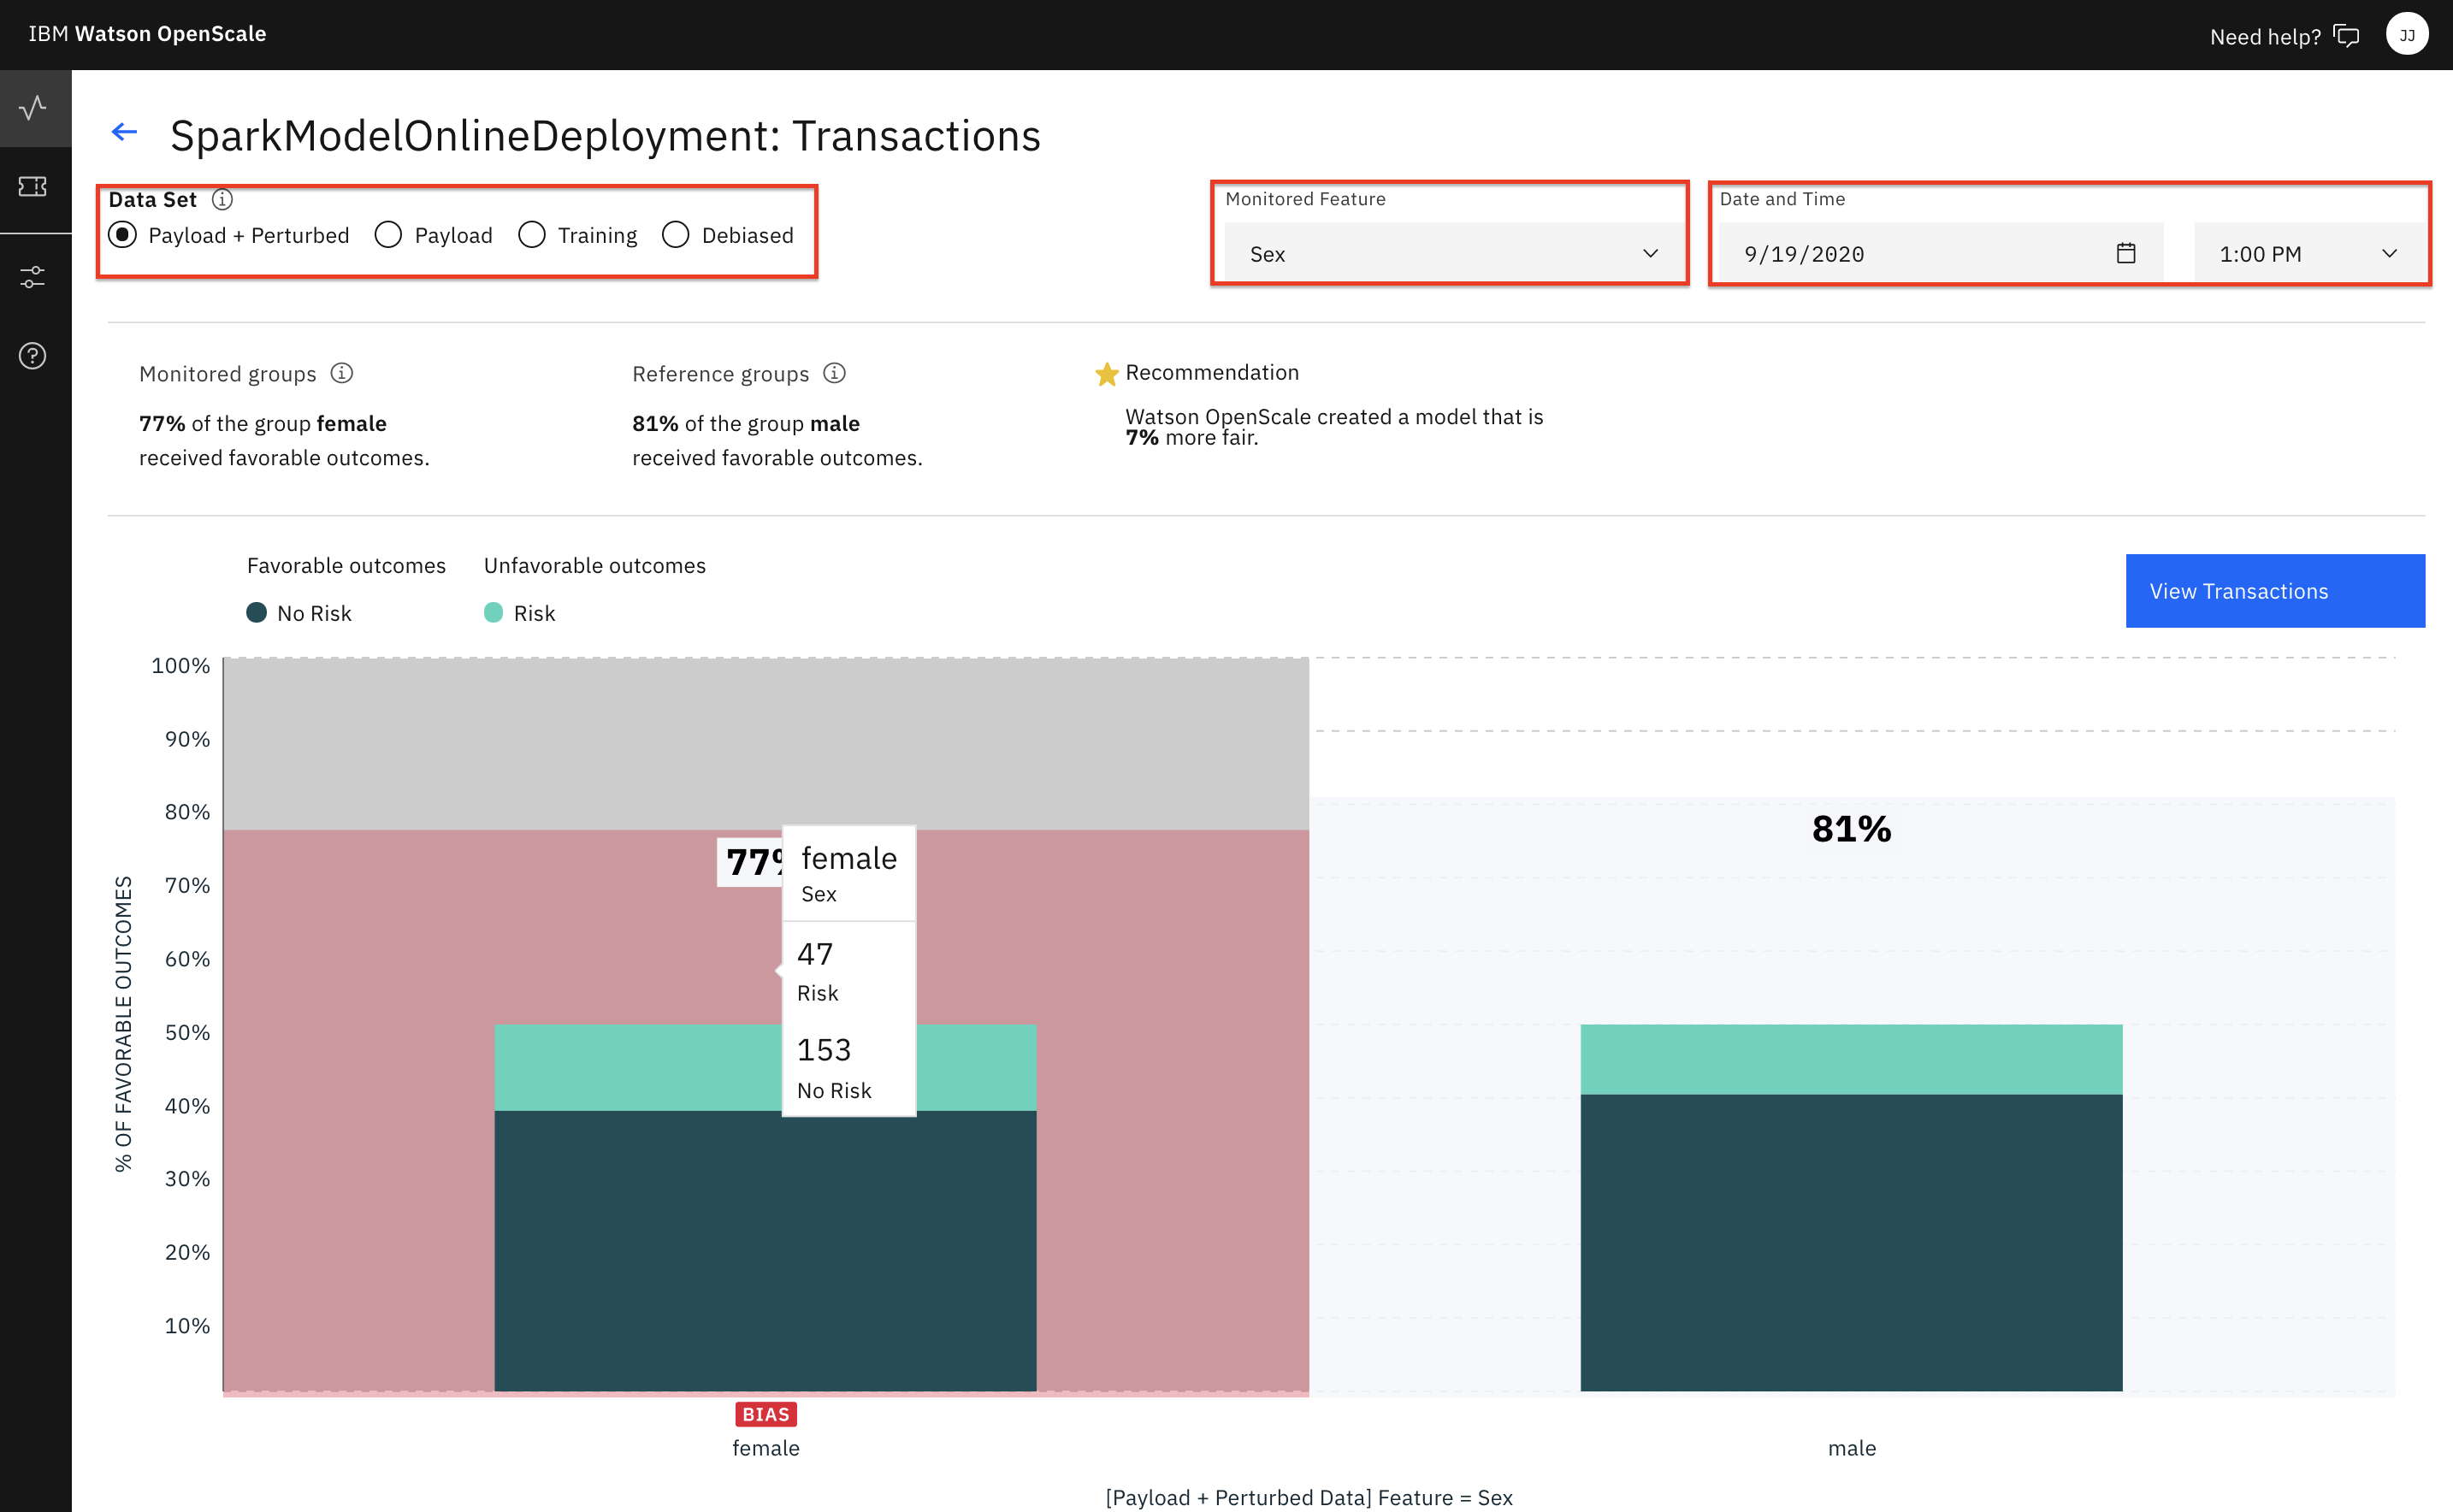 IBM Watson OpenScale
Need help?
JJ
SparkModelOnlineDeployment: Transactions
Data Set
Payload + Perturbed
Payload
Training
Debiased
Monitored Feature
Sex
Date and Time
9/19/2020
1:00 PM
Monitored groups
77% of the group female
received favorable outcomes.
Reference groups
81% of the group male
received favorable outcomes.
Recommendation
Watson OpenScale created a model that is
7% more fair.
Favorable outcomes
No Risk
Unfavorable outcomes
Risk
View Transactions
% OF FAVORABLE OUTCOMES
100%
90%
80%
70%
60%
50%
40%
30%
20%
10%
77%
female
Sex
47
Risk
153
No Risk
81%
BIAS
female
male
[Payload + Perturbed Data] Feature = Sex